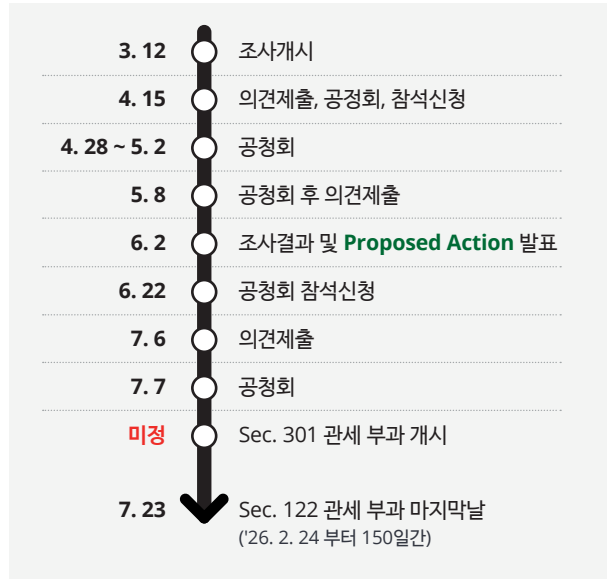 3. 12 조사개시
4. 15 의견제출, 공정회, 참석신청
4. 28 ~ 5. 2 공청회
5. 8 공청회 후 의견제출
6. 2 조사결과 및 Proposed Action 발표
6. 22 공청회 참석신청
7. 6 의견제출
7. 7 공청회
미정 Sec. 301 관세 부과 개시
7. 23 Sec. 122 관세 부과 마지막날
('26. 2. 24 부터 150일간)